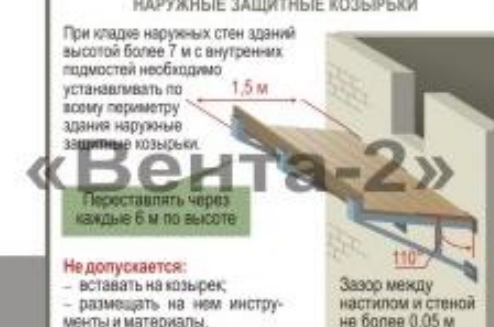 НАРУЖНЫЕ ЗАЩИТНЫЕ КОЗЫРЬКИ
При кладке наружных стен зданий
высотой более 7 м с внутренних
подмостей необходимо
устанавливать по
всему периметру
здания наружные
защитные козырьки.
1,5 м
«Вента-2»
Переставлять через
каждые 6 м по высоте
Не допускается:
– вставать на козырек;
– размещать на нем инстру-
менты и материалы.
110°
Зазор между
настилом и стеной
не более 0,05 м